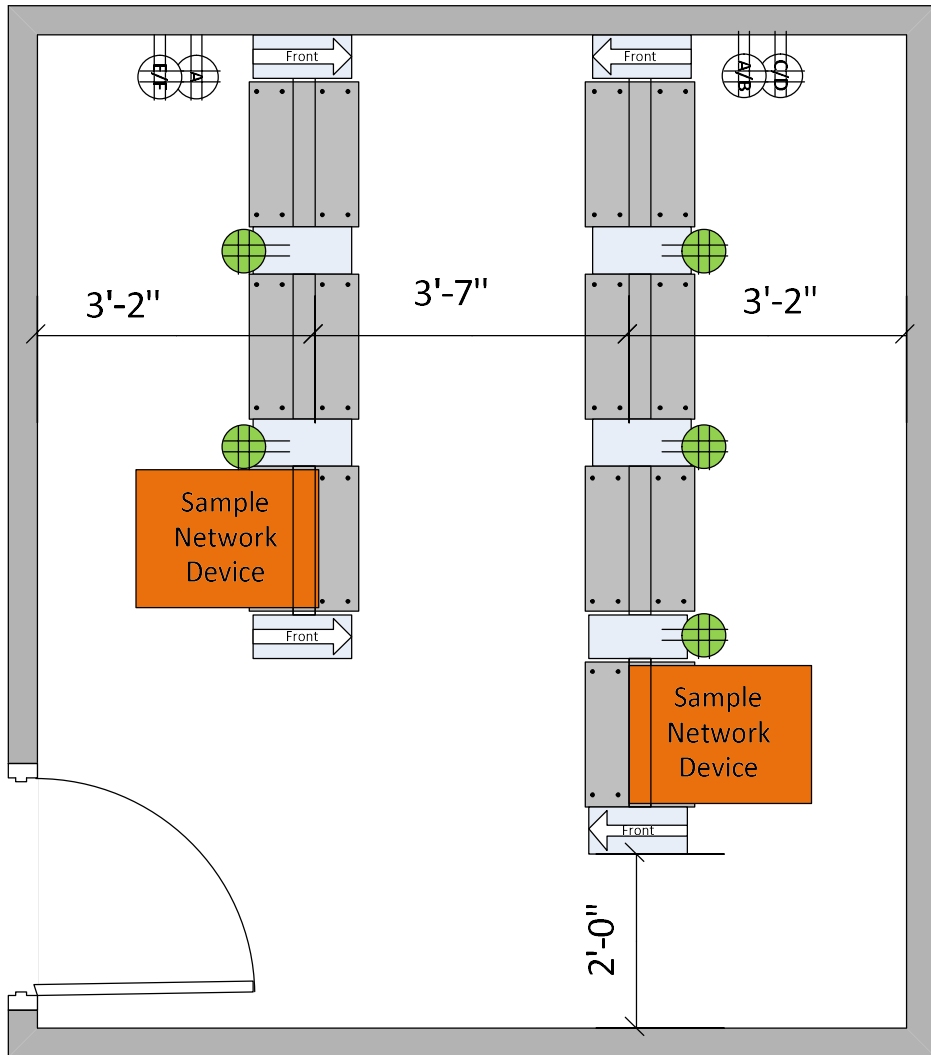 Front
Front
E/F
A
A/B
C/D
3'-2"
3'-7"
3'-2"
Sample
Network
Device
Front
Sample
Network
Device
Front
2'-0"